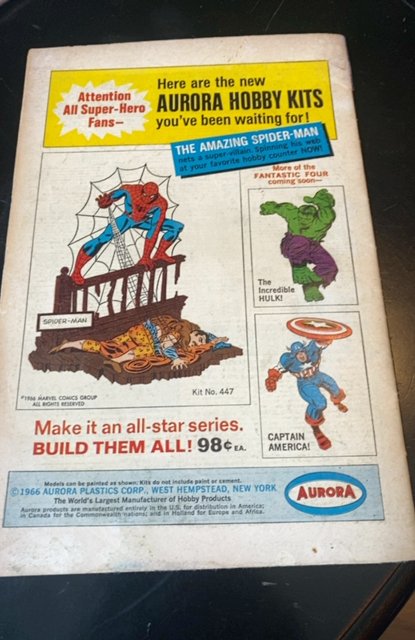 Attention
All Super-Hero
Fans—
Here are the new
AURORA HOBBY KITS
you've been waiting for!
THE AMAZING SPIDER-MAN
nets a super-villain. Spinning his web
at your favorite hobby counter NOW!
More of the
FANTASTIC FOUR
coming soon—
The
Incredible
HULK!
SPIDER-MAN
Kit No. 447
©1966 MARVEL COMICS GROUP
ALL RIGHTS RESERVED
CAPTAIN
AMERICA!
Make it an all-star series.
BUILD THEM ALL! 98¢ EA.
Models can be painted as shown. Kits do not include paint or cement.
©1966 AURORA PLASTICS CORP., WEST HEMPSTEAD, NEW YORK
The World's Largest Manufacturer of Hobby Products
Aurora products are manufactured entirely in the U.S. for distribution in America;
in Canada for the Commonwealth nations; and in Holland for Europe and Africa.
AURORA